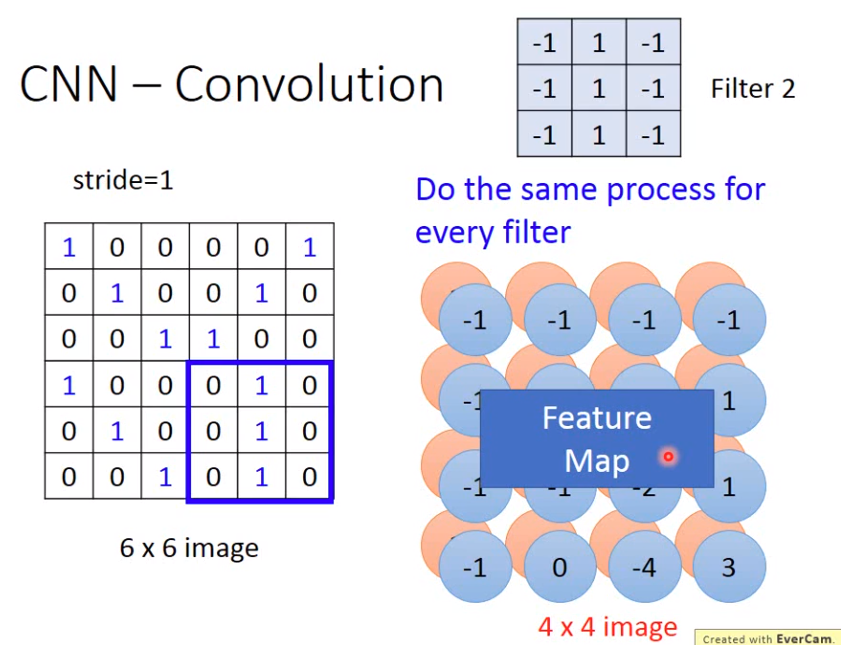 -1 1 -1
-1 1 -1
-1 1 -1
Filter 2
CNN – Convolution
stride=1
Do the same process for
every filter
1 0 0 0 0 1
0 1 0 0 1 0
0 0 1 1 0 0
1 0 0 0 1 0
0 1 0 0 1 0
0 0 1 0 1 0
6 x 6 image
-1 -1 -1 -1
-1 1
Feature
Map
-1 -1 -2 1
-1 0 -4 3
4 x 4 image
Created with EverCam.